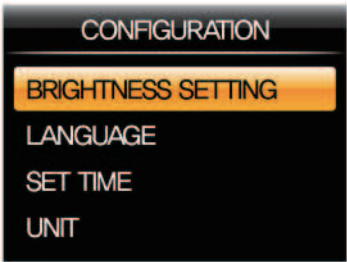 CONFIGURATION
BRIGHTNESS SETTING
LANGUAGE
SET TIME
UNIT